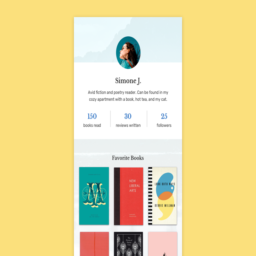 Simone J.
Avid fiction and poetry reader. Can be found in my
cozy apartment with a book, hot tea, and my cat.
150
30
25
books read
reviews written
followers
Favorite Books